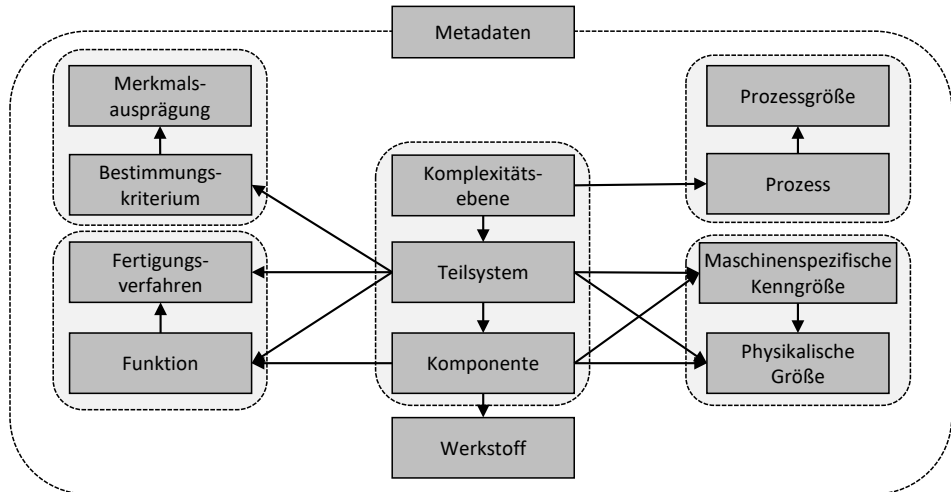 Metadaten
Merkmals-
ausprägung
Bestimmungs-
kriterium
Fertigungs-
verfahren
Funktion
Komplexitäts-
ebene
Teilsystem
Komponente
Werkstoff
Prozessgröße
Prozess
Maschinenspezifische
Kenngröße
Physikalische
Größe